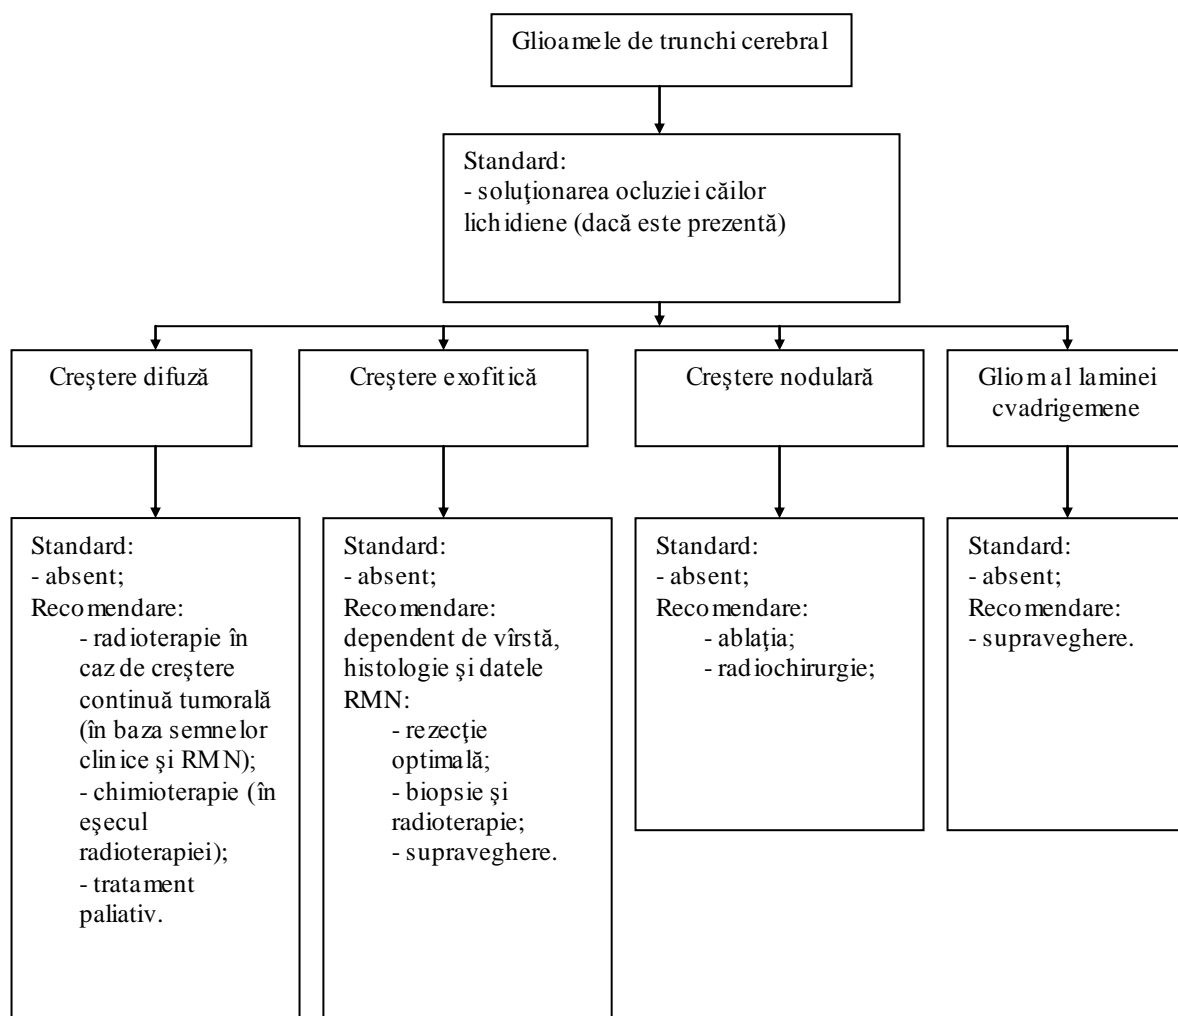 Glioamele de trunchi cerebral
Standard:
- soluţionarea ocluziei căilor
lichidiene (dacă este prezentă)
Creştere difuză
Creştere exofitică
Creştere nodulară
Gliom al laminei
cvadrigemene
Standard:
- absent;
Recomendare:
- radioterapie în
caz de creştere
continuă tumorală
(în baza semnelor
clinice şi RMN);
- chimioterapie (în
eşecul
radioterapiei);
- tratament
paliativ.
Standard:
- absent;
Recomendare:
dependent de vîrstă,
histologie şi datele
RMN:
- rezecţie
optimală;
- biopsie şi
radioterapie;
- supraveghere.
Standard:
- absent;
Recomendare:
- ablaţia;
- radiochirurgie;
Standard:
- absent;
Recomendare:
- supraveghere.